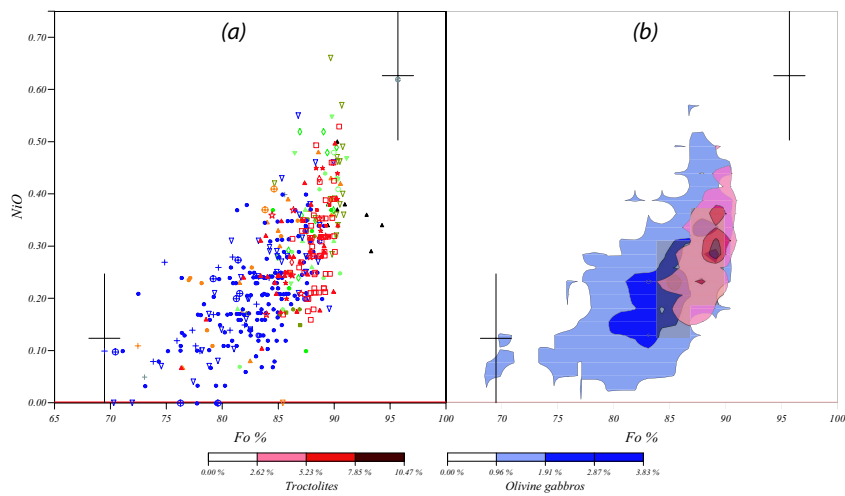 (a) (b)
0.70
0.60
0.50
0.40
0.30
0.20
0.10
0.00
NiO
65 70 75 80 85 90 95 100 70 75 80 85 90 95 100
Fo % Fo %
0.00 % 2.62 % 5.23 % 7.85 % 10.47 % 0.00 % 0.96 % 1.91 % 2.87 % 3.83 %
Troctolites Olivine gabbros